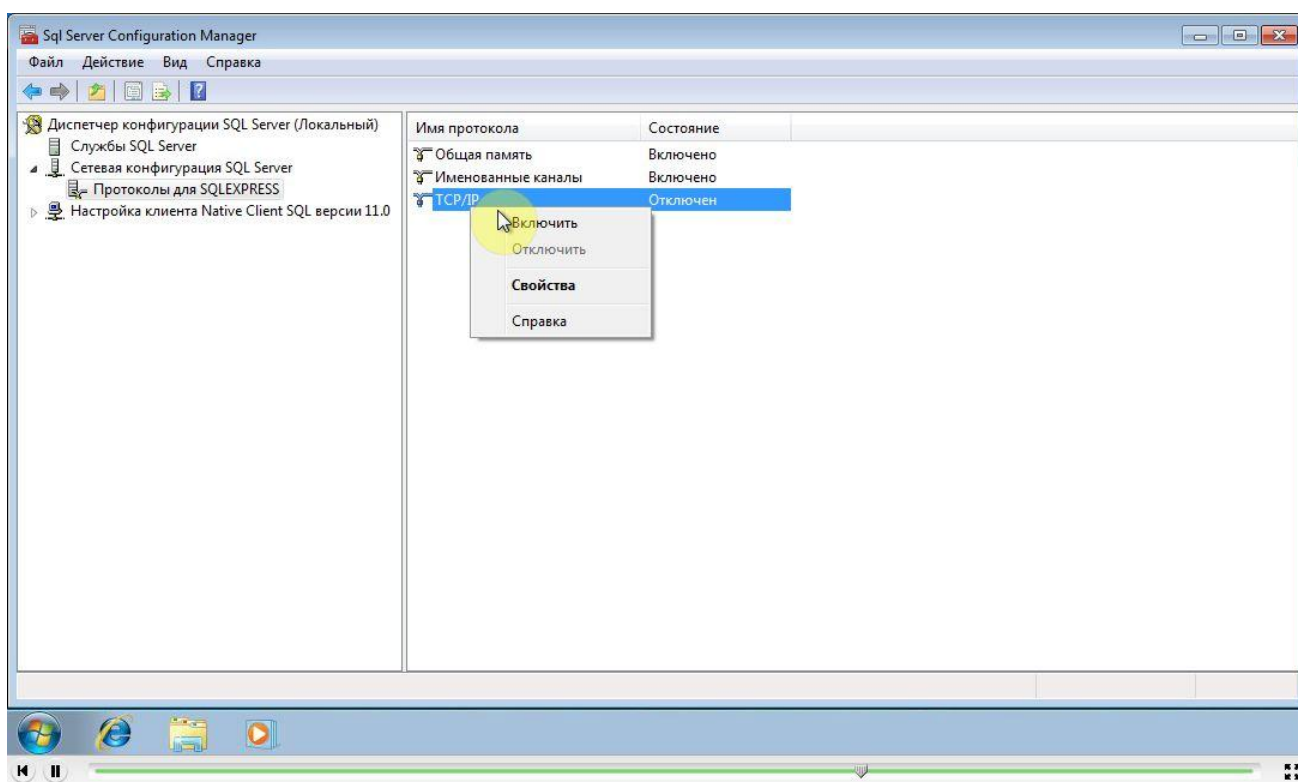 Sql Server Configuration Manager
Файл Действие Вид Справка
Диспетчер конфигурации SQL Server (Локальный)
Службы SQL Server
Сетевая конфигурация SQL Server
Протоколы для SQLEXPRESS
Настройка клиента Native Client SQL версии 11.0
Имя протокола Состояние
Общая память Включено
Именованные каналы Включено
TCP/IP Отключен
Включить
Отключить
Свойства
Справка